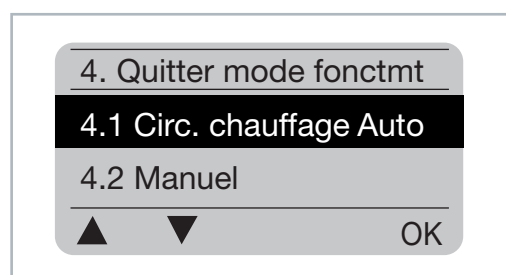 4. Quitter mode fonctmt
4.1 Circ. chauffage Auto
4.2 Manuel
▲ ▼ OK